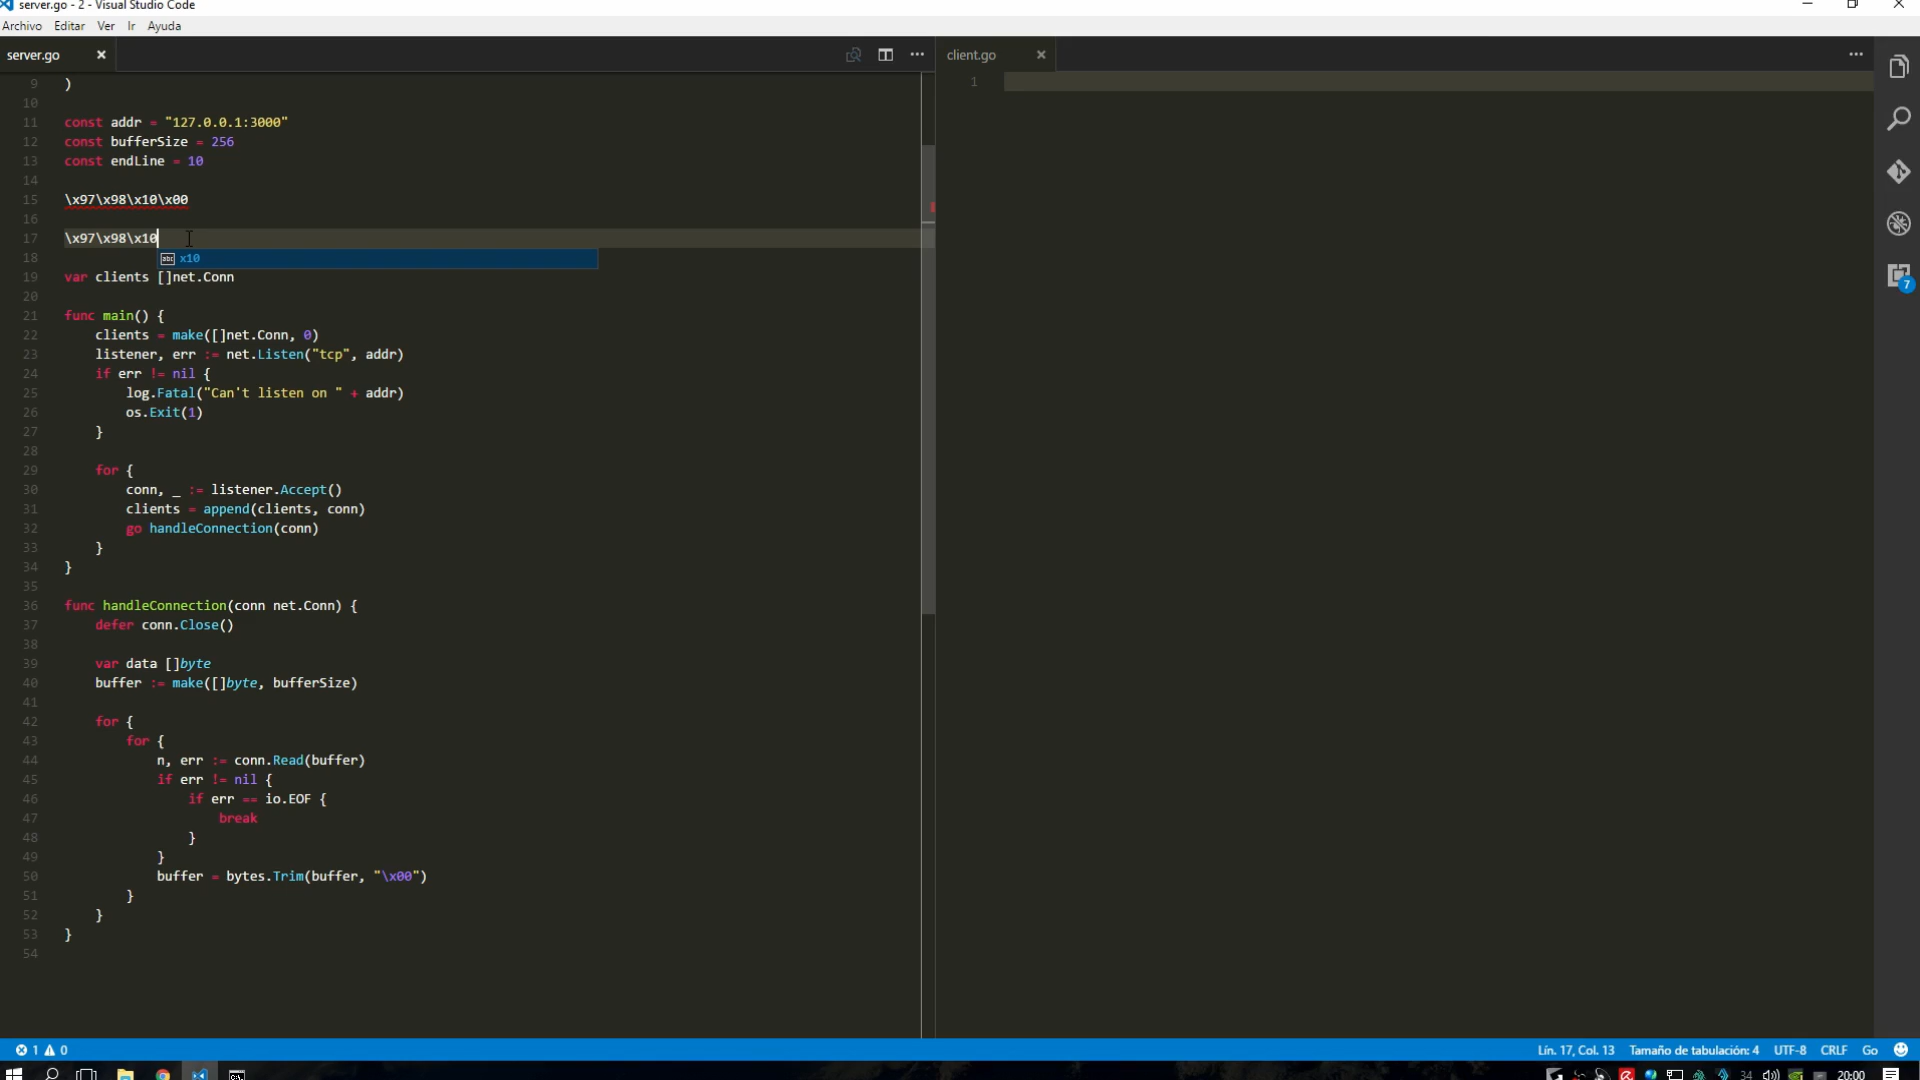 server.go - 2 - Visual Studio Code
Archivo Editar Ver Ir Ayuda
server.go
client.go
1
9 )
10
11 const addr = "127.0.0.1:3000"
12 const bufferSize = 256
13 const endLine = 10
14
15 \x97\x98\x10\x00
16
17 \x97\x98\x10
18 abc x10
19 var clients []net.Conn
20
21 func main() {
22 clients = make([]net.Conn, 0)
23 listener, err := net.Listen("tcp", addr)
24 if err != nil {
25 log.Fatal("Can't listen on " + addr)
26 os.Exit(1)
27 }
28
29 for {
30 conn, _ := listener.Accept()
31 clients = append(clients, conn)
32 go handleConnection(conn)
33 }
34 }
35
36 func handleConnection(conn net.Conn) {
37 defer conn.Close()
38
39 var data []byte
40 buffer := make([]byte, bufferSize)
41
42 for {
43 for {
44 n, err := conn.Read(buffer)
45 if err != nil {
46 if err == io.EOF {
47 break
48 }
49 }
50 buffer = bytes.Trim(buffer, "\x00")
51 }
52 }
53 }
54
7
1 0
Lín. 17, Col. 13 Tamaño de tabulación: 4 UTF-8 CRLF Go
34 20:00